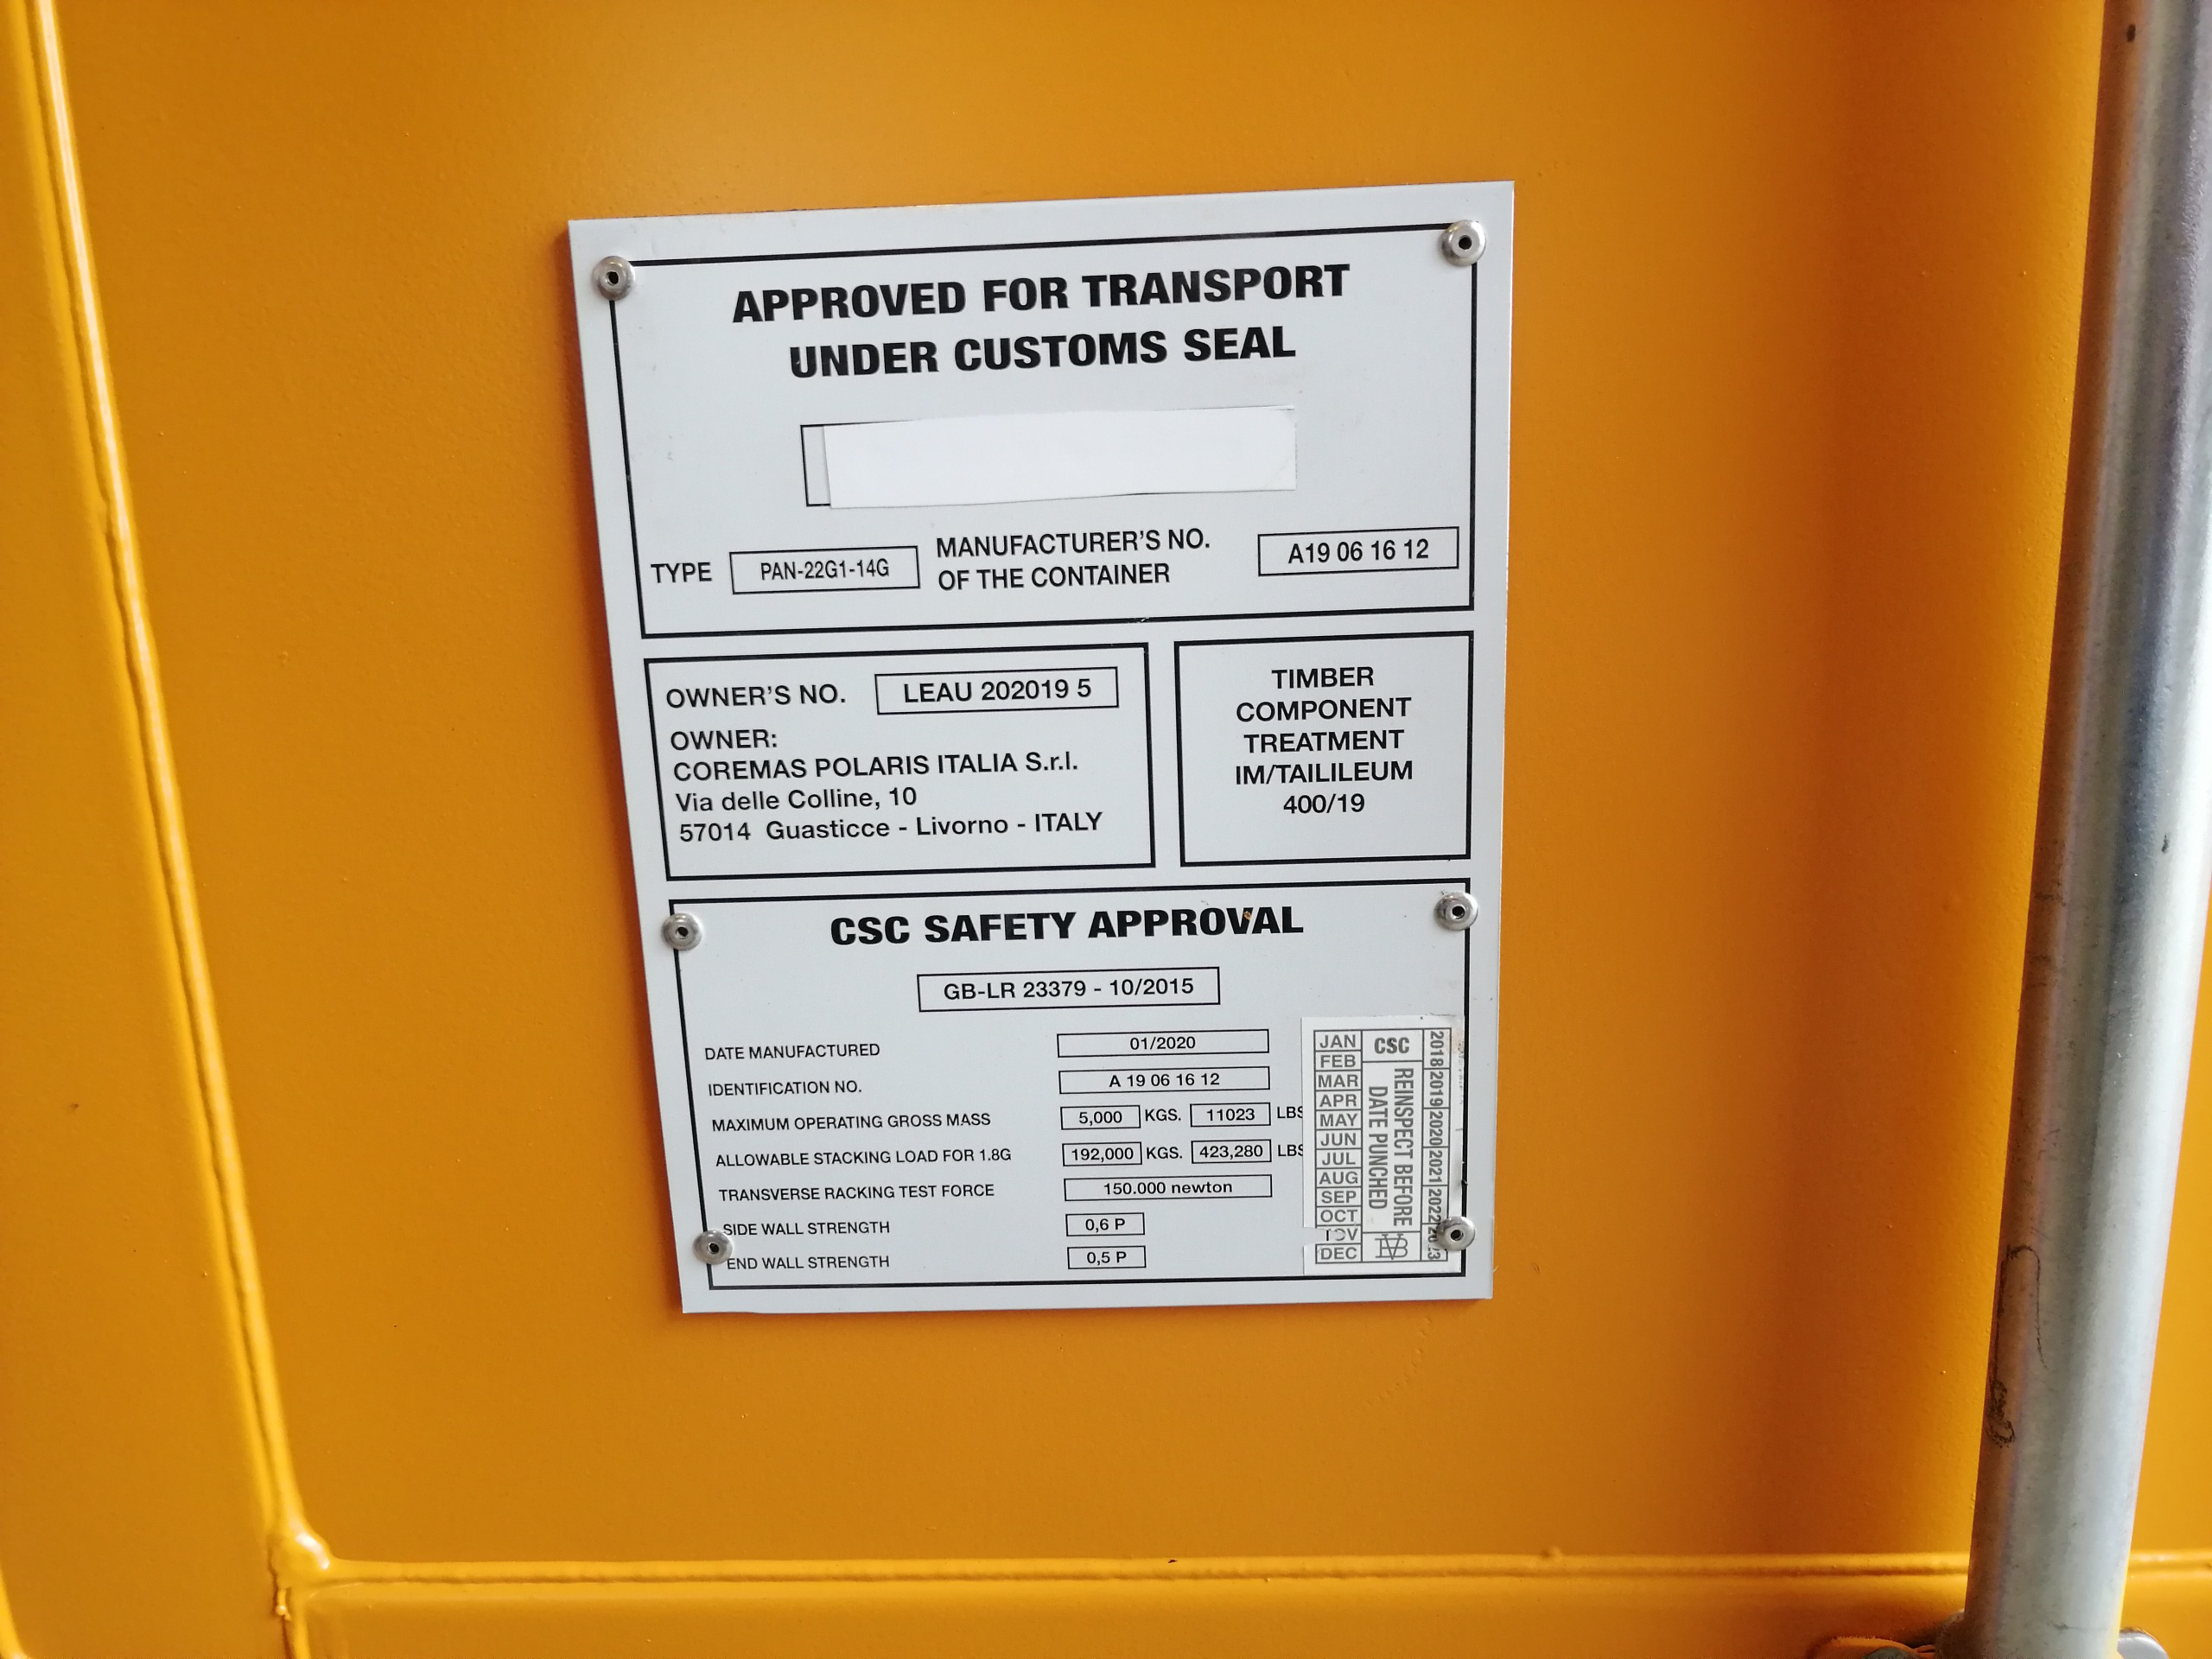 APPROVED FOR TRANSPORT
UNDER CUSTOMS SEAL
TYPE PAN-22G1-14G MANUFACTURER'S NO.
OF THE CONTAINER A19 06 16 12
OWNER'S NO. LEAU 202019 5
OWNER:
COREMAS POLARIS ITALIA S.r.l.
Via delle Colline, 10
57014 Guasticce - Livorno - ITALY
TIMBER
COMPONENT
TREATMENT
IM/TAILILEUM
400/19
CSC SAFETY APPROVAL
GB-LR 23379 - 10/2015
DATE MANUFACTURED 01/2020
IDENTIFICATION NO. A 19 06 16 12
MAXIMUM OPERATING GROSS MASS 5,000 KGS. 11023 LBS
ALLOWABLE STACKING LOAD FOR 1.8G 192,000 KGS. 423,280 LBS
TRANSVERSE RACKING TEST FORCE 150.000 newton
SIDE WALL STRENGTH 0,6 P
END WALL STRENGTH 0,5 P
JAN
FEB
MAR
APR
MAY
JUN
JUL
AUG
SEP
OCT
DEC
CSC
REINSPECT BEFORE
DATE PUNCHED
2018 2019 2020 2021 2022